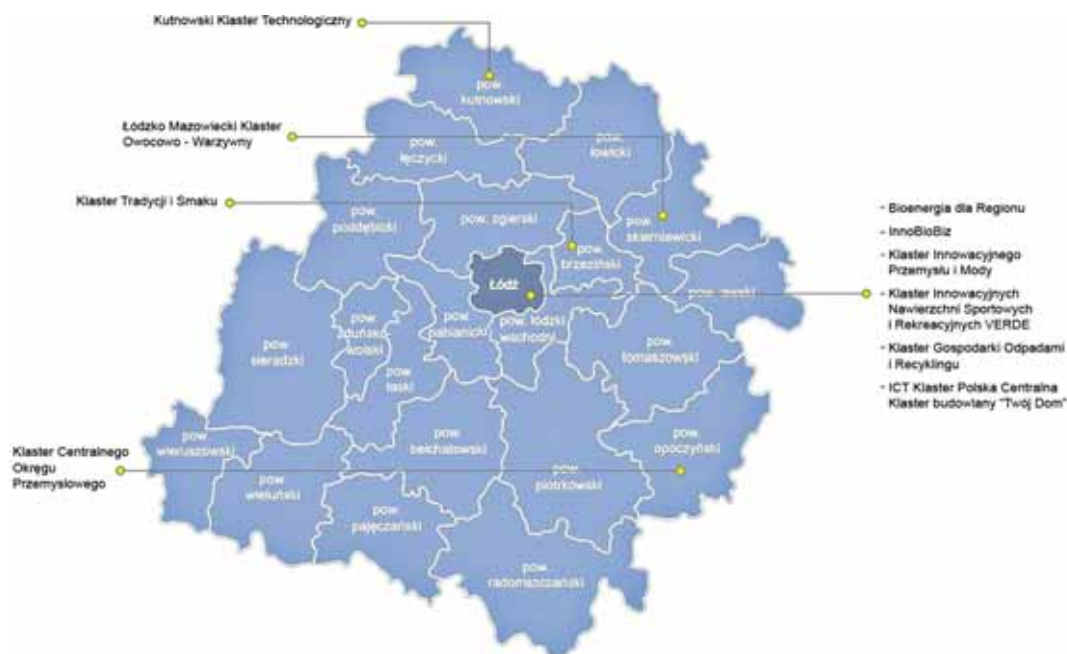 Kutnowski Klaster Technologiczny
pow.
kutnowski
Łódzko Mazowiecki Klaster
Owocowo - Warzywny
pow.
łęczycki
pow.
łowicki
Klaster Tradycji i Smaku
pow.
poddębicki
pow. zgierski
pow.
brzeziński
pow.
skierniewicki
pow. rawski
Łódź
- Bioenergia dla Regionu
- InnoBioBiz
- Klaster Innowacyjnego
Przemysłu i Mody
- Klaster Innowacyjnych
Nawierzchni Sportowych
i Rekreacyjnych VERDE
- Klaster Gospodarki Odpadami
i Recyklingu
- ICT Klaster Polska Centralna
Klaster budowlany "Twój Dom"
pow.
sieradzki
pow.
zduńsko
wolski
pow.
pabianicki
pow. łódzki
wschodni
pow.
tomaszowski
pow.
łaski
pow.
wieruszowski
pow.
bełchatowski
pow.
opoczyński
Klaster Centralnego
Okręgu
Przemysłowego
pow.
wieluński
pow.
piotrkowski
pow.
pajęczański
pow.
radomszczański